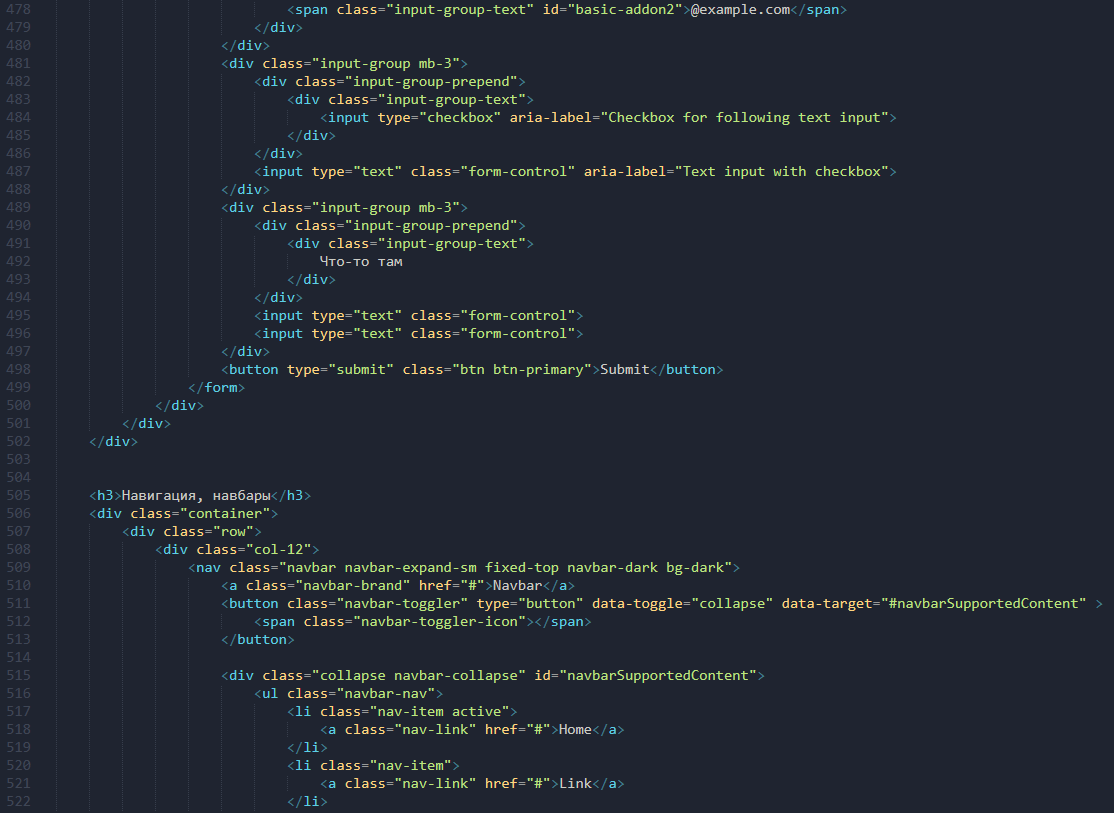 478 <span class="input-group-text" id="basic-addon2">@example.com</span>
479 </div>
480 </div>
481 <div class="input-group mb-3">
482 <div class="input-group-prepend">
483 <div class="input-group-text">
484 <input type="checkbox" aria-label="Checkbox for following text input">
485 </div>
486 </div>
487 <input type="text" class="form-control" aria-label="Text input with checkbox">
488 </div>
489 <div class="input-group mb-3">
490 <div class="input-group-prepend">
491 <div class="input-group-text">
492 Что-то там
493 </div>
494 </div>
495 <input type="text" class="form-control">
496 <input type="text" class="form-control">
497 </div>
498 <button type="submit" class="btn btn-primary">Submit</button>
499 </form>
500 </div>
501 </div>
502 </div>
503
504
505 <h3>Навигация, навбары</h3>
506 <div class="container">
507 <div class="row">
508 <div class="col-12">
509 <nav class="navbar navbar-expand-sm fixed-top navbar-dark bg-dark">
510 <a class="navbar-brand" href="#">Navbar</a>
511 <button class="navbar-toggler" type="button" data-toggle="collapse" data-target="#navbarSupportedContent" >
512 <span class="navbar-toggler-icon"></span>
513 </button>
514
515 <div class="collapse navbar-collapse" id="navbarSupportedContent">
516 <ul class="navbar-nav">
517 <li class="nav-item active">
518 <a class="nav-link" href="#">Home</a>
519 </li>
520 <li class="nav-item">
521 <a class="nav-link" href="#">Link</a>
522 </li>